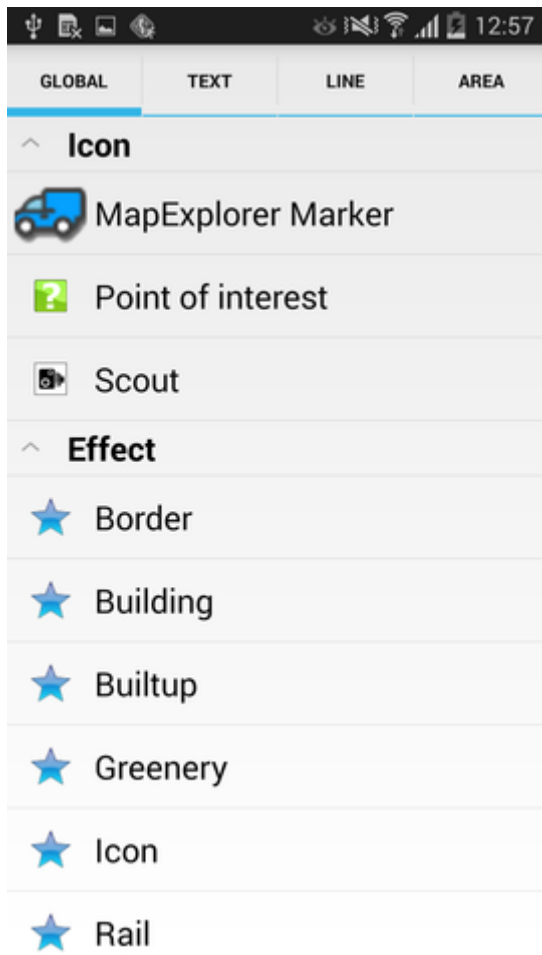 12:57
GLOBAL TEXT LINE AREA
Icon
MapExplorer Marker
Point of interest
Scout
Effect
Border
Building
Builtup
Greenery
Icon
Rail